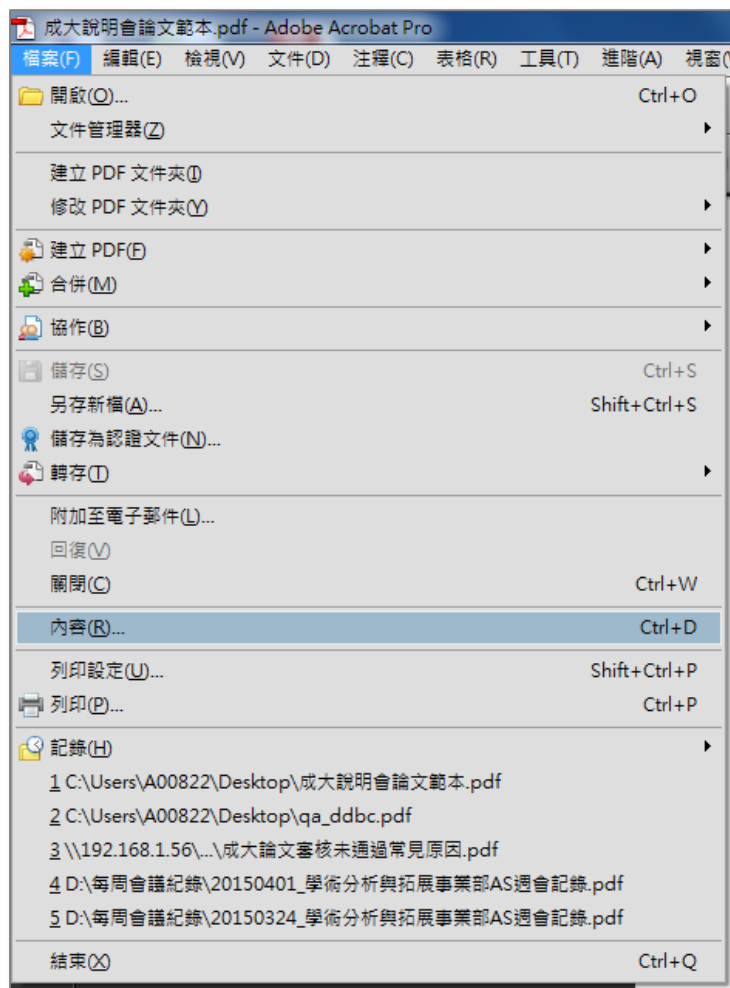 成大說明會論文範本.pdf - Adobe Acrobat Pro
檔案(F) 編輯(E) 檢視(V) 文件(D) 注釋(C) 表格(R) 工具(T) 進階(A) 視窗(
開啟(O)... Ctrl+O
文件管理器(Z)
建立 PDF 文件夾(I)
修改 PDF 文件夾(Y)
建立 PDF(F)
合併(M)
協作(B)
儲存(S) Ctrl+S
另存新檔(A)... Shift+Ctrl+S
儲存為認證文件(N)...
轉存(T)
附加至電子郵件(L)...
回復(V)
關閉(C) Ctrl+W
內容(R)... Ctrl+D
列印設定(U)... Shift+Ctrl+P
列印(P)... Ctrl+P
記錄(H)
1 C:\Users\A00822\Desktop\成大說明會論文範本.pdf
2 C:\Users\A00822\Desktop\qa_ddbc.pdf
3 \\192.168.1.56\...\成大論文審核未通過常見原因.pdf
4 D:\每周會議紀錄\20150401_學術分析與拓展事業部AS週會記錄.pdf
5 D:\每周會議紀錄\20150324_學術分析與拓展事業部AS週會記錄.pdf
結束(X) Ctrl+Q